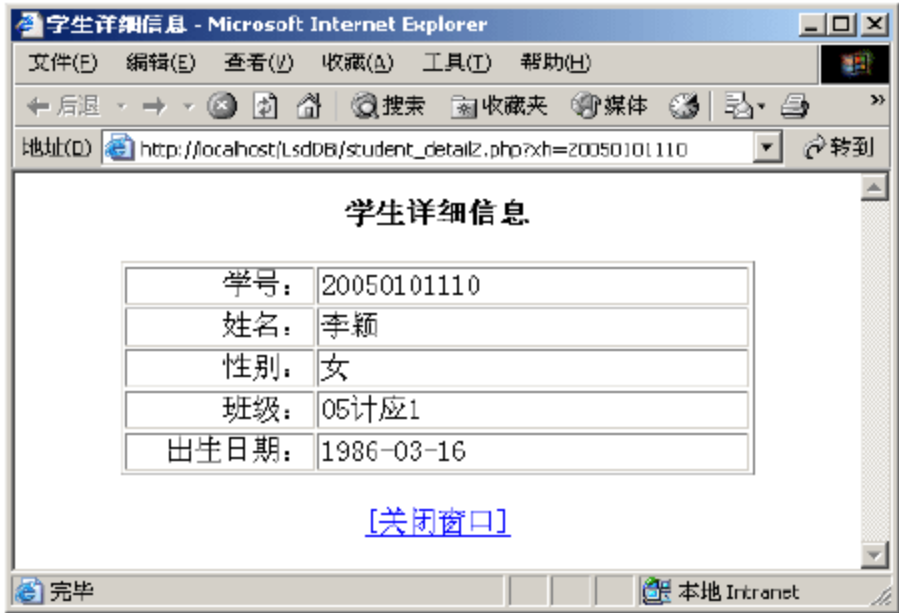 学生详细信息 - Microsoft Internet Explorer
文件(F) 编辑(E) 查看(V) 收藏(A) 工具(T) 帮助(H)
后退 搜索 收藏夹 媒体 »
地址(D) http://localhost/LsdDB/student_detail2.php?xh=20050101110 转到
学生详细信息
学号： 20050101110
姓名： 李颖
性别： 女
班级： 05计应1
出生日期： 1986-03-16
[关闭窗口]
完毕 本地 Intranet